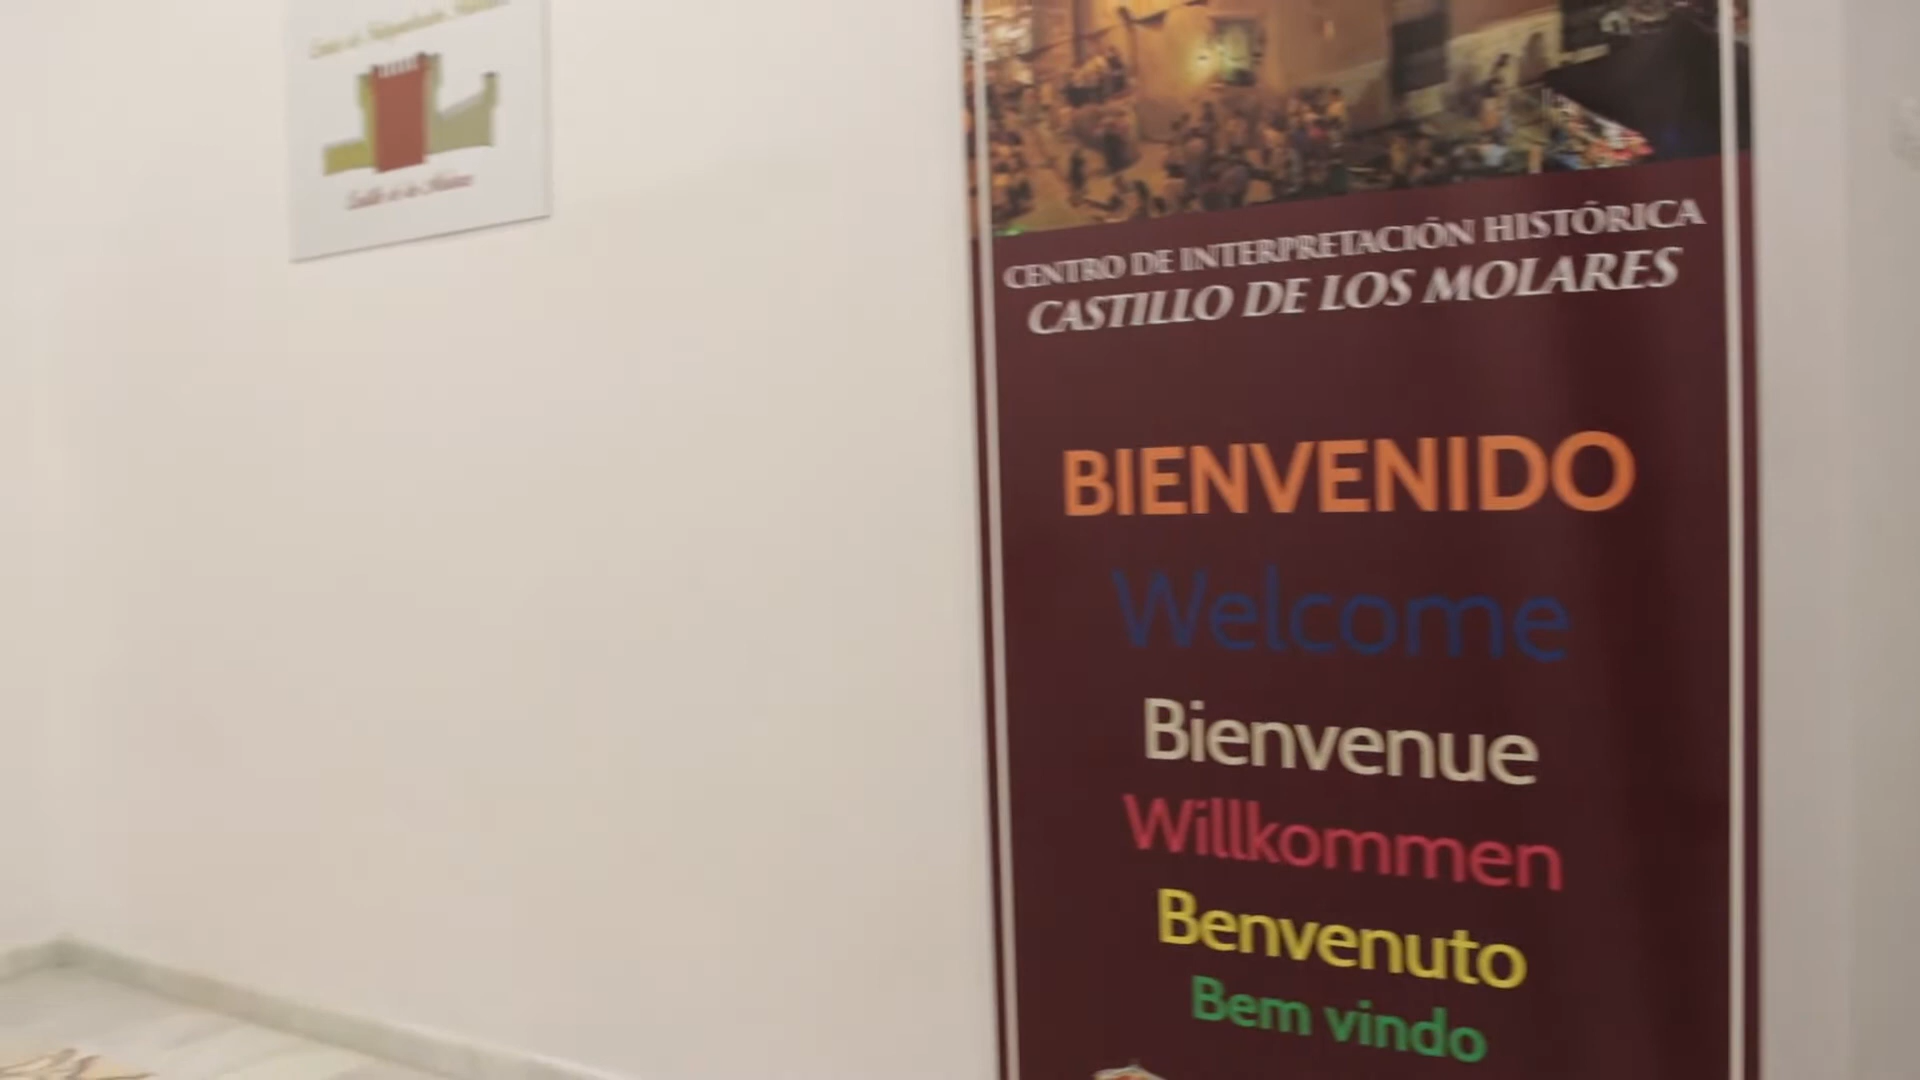 CENTRO DE INTERPRETACIÓN HISTÓRICA
CASTILLO DE LOS MOLARES
BIENVENIDO
Welcome
Bienvenue
Willkommen
Benvenuto
Bem vindo